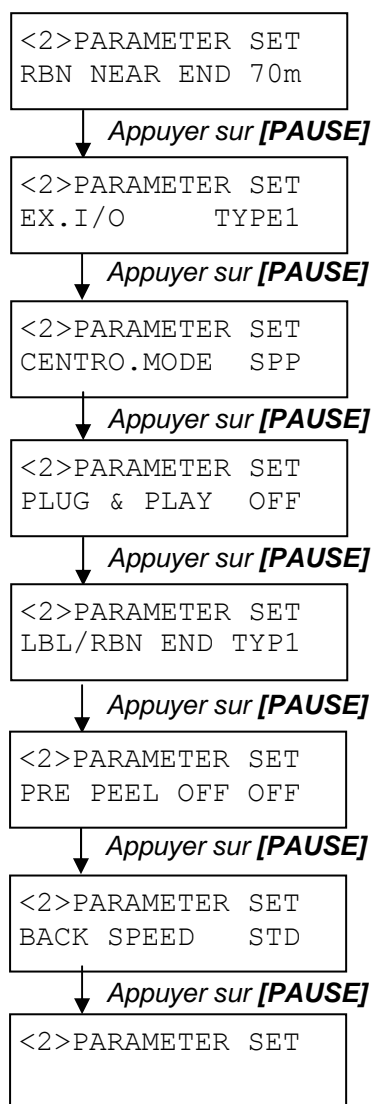 <2>PARAMETER SET
RBN NEAR END 70m
Appuyer sur [PAUSE]
<2>PARAMETER SET
EX.I/O TYPE1
Appuyer sur [PAUSE]
<2>PARAMETER SET
CENTRO.MODE SPP
Appuyer sur [PAUSE]
<2>PARAMETER SET
PLUG & PLAY OFF
Appuyer sur [PAUSE]
<2>PARAMETER SET
LBL/RBN END TYP1
Appuyer sur [PAUSE]
<2>PARAMETER SET
PRE PEEL OFF OFF
Appuyer sur [PAUSE]
<2>PARAMETER SET
BACK SPEED STD
Appuyer sur [PAUSE]
<2>PARAMETER SET